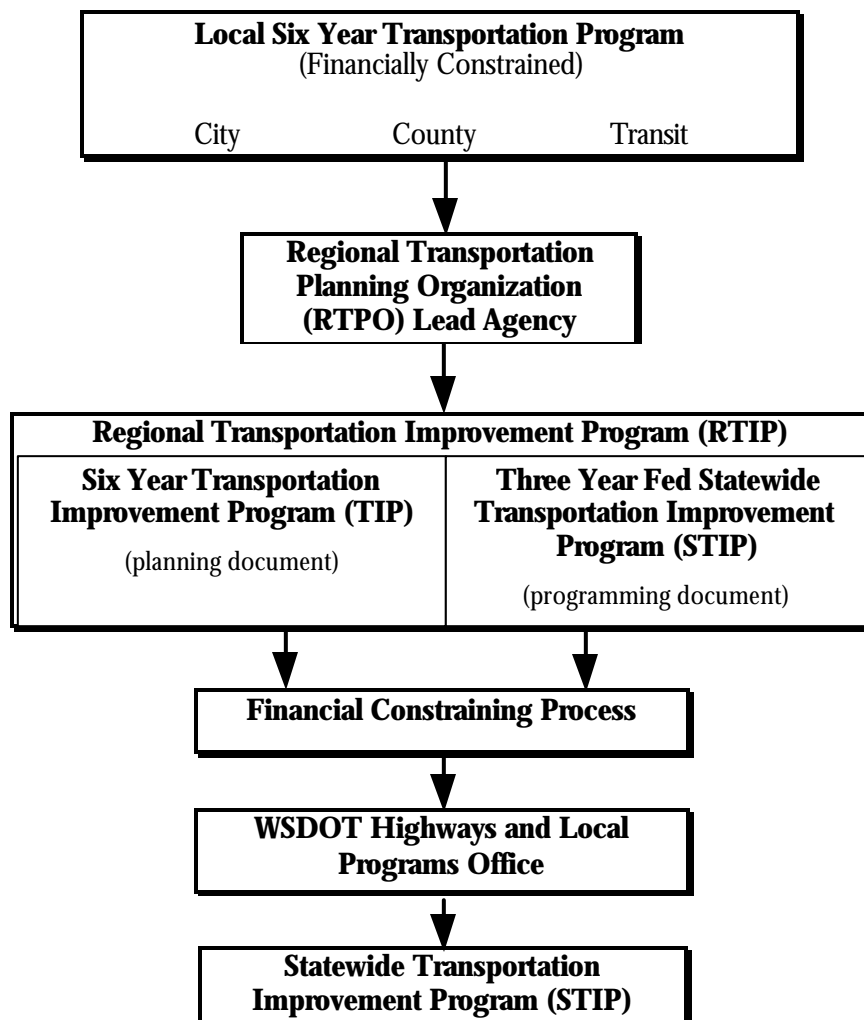 Local Six Year Transportation Program
(Financially Constrained)
City County Transit
Regional Transportation
Planning Organization
(RTPO) Lead Agency
Regional Transportation Improvement Program (RTIP)
Six Year Transportation
Improvement Program (TIP)
(planning document)
Three Year Fed Statewide
Transportation Improvement
Program (STIP)
(programming document)
Financial Constraining Process
WSDOT Highways and Local
Programs Office
Statewide Transportation
Improvement Program (STIP)